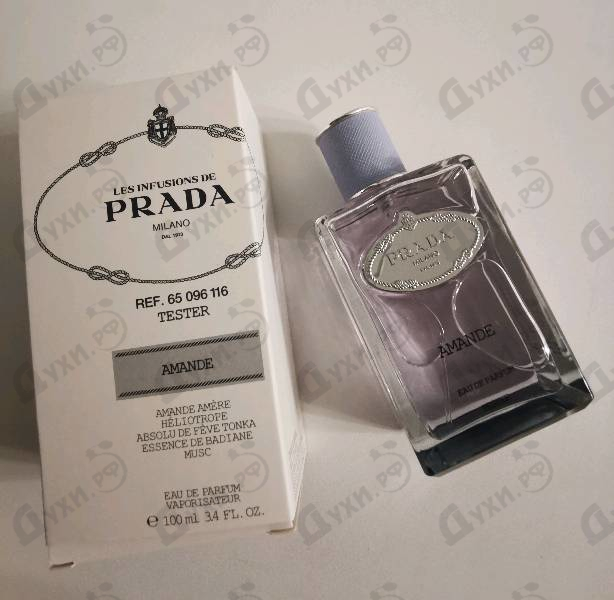 LES INFUSIONS DE
PRADA
MILANO
DAL 1913
REF. 65 096 116
TESTER
AMANDE
AMANDE AMÈRE
HÉLIOTROPE
ABSOLU DE FÈVE TONKA
ESSENCE DE BADIANE
MUSC
EAU DE PARFUM
VAPORISATEUR
℮ 100 ml 3.4 FL. OZ.
PRADA
MILANO
AMANDE
EAU DE PARFUM
Духи.рф